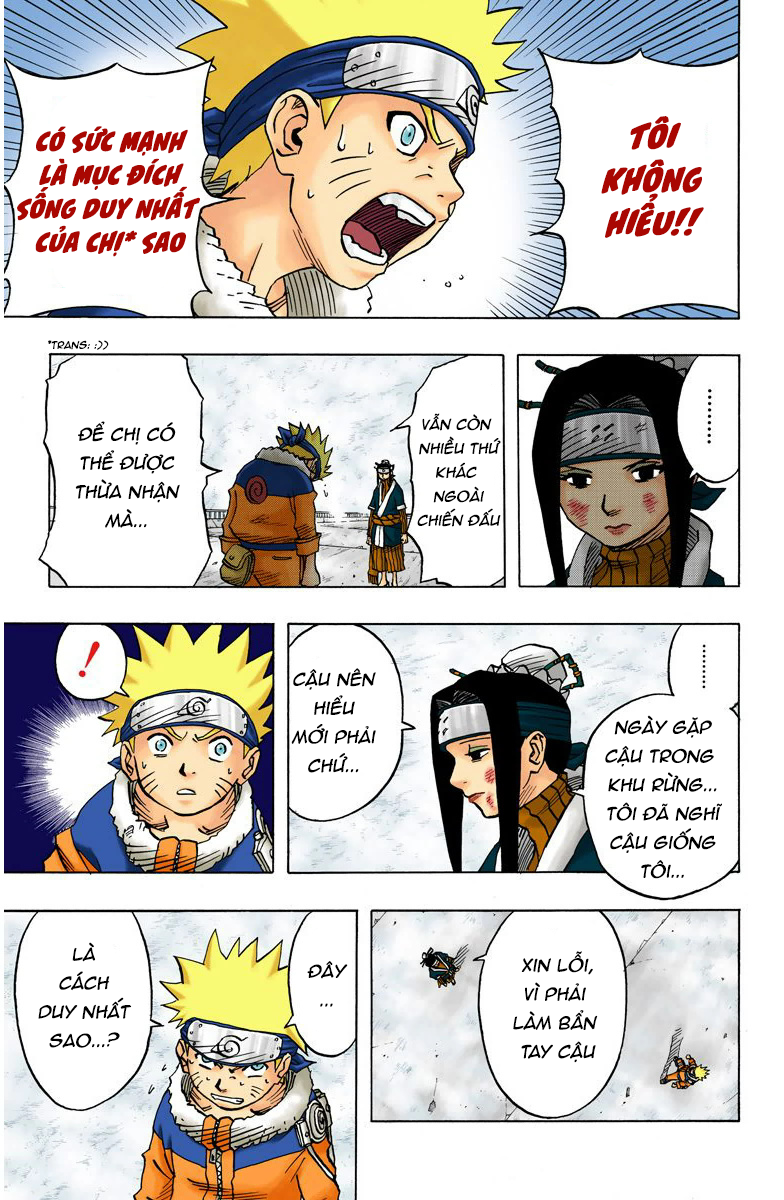 TÔI
KHÔNG
HIỂU!!
CÓ SỨC MẠNH
LÀ MỤC ĐÍCH
SỐNG DUY NHẤT
CỦA CHỊ* SAO
*TRANS: :))
.........
VẪN CÒN
NHIỀU THỨ
KHÁC
NGOÀI
CHIẾN ĐẤU
ĐỂ CHỊ CÓ
THỂ ĐƯỢC
THỪA NHẬN
MÀ...
.........
NGÀY GẶP
CẬU TRONG
KHU RỪNG...
TÔI ĐÃ NGHĨ
CẬU GIỐNG
TÔI...
CẬU NÊN
HIỂU
MỚI PHẢI
CHỨ...
!
XIN LỖI,
VÌ PHẢI
LÀM BẨN
TAY CẬU
ĐÂY
...
LÀ
CÁCH
DUY NHẤT
SAO...?